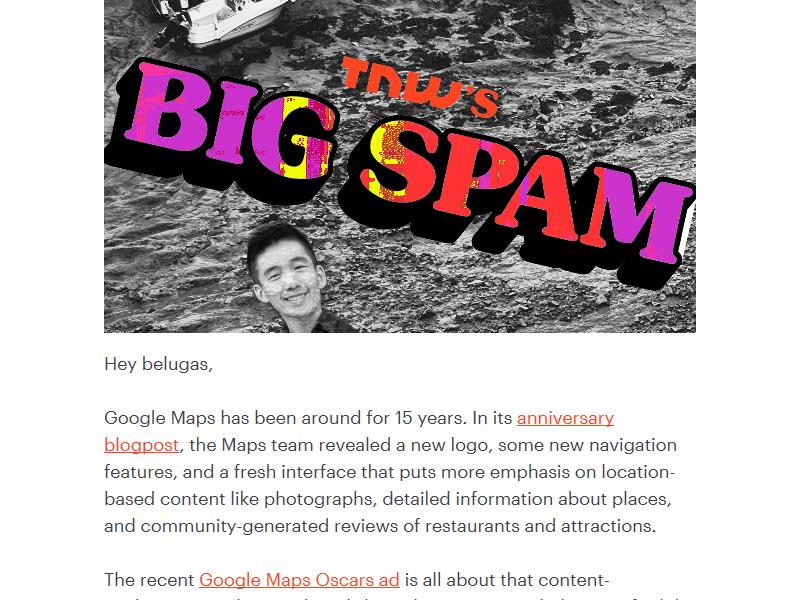 TNW's
BIG SPAM
Hey belugas,
Google Maps has been around for 15 years. In its anniversary
blogpost, the Maps team revealed a new logo, some new navigation
features, and a fresh interface that puts more emphasis on location-
based content like photographs, detailed information about places,
and community-generated reviews of restaurants and attractions.
The recent Google Maps Oscars ad is all about that content-